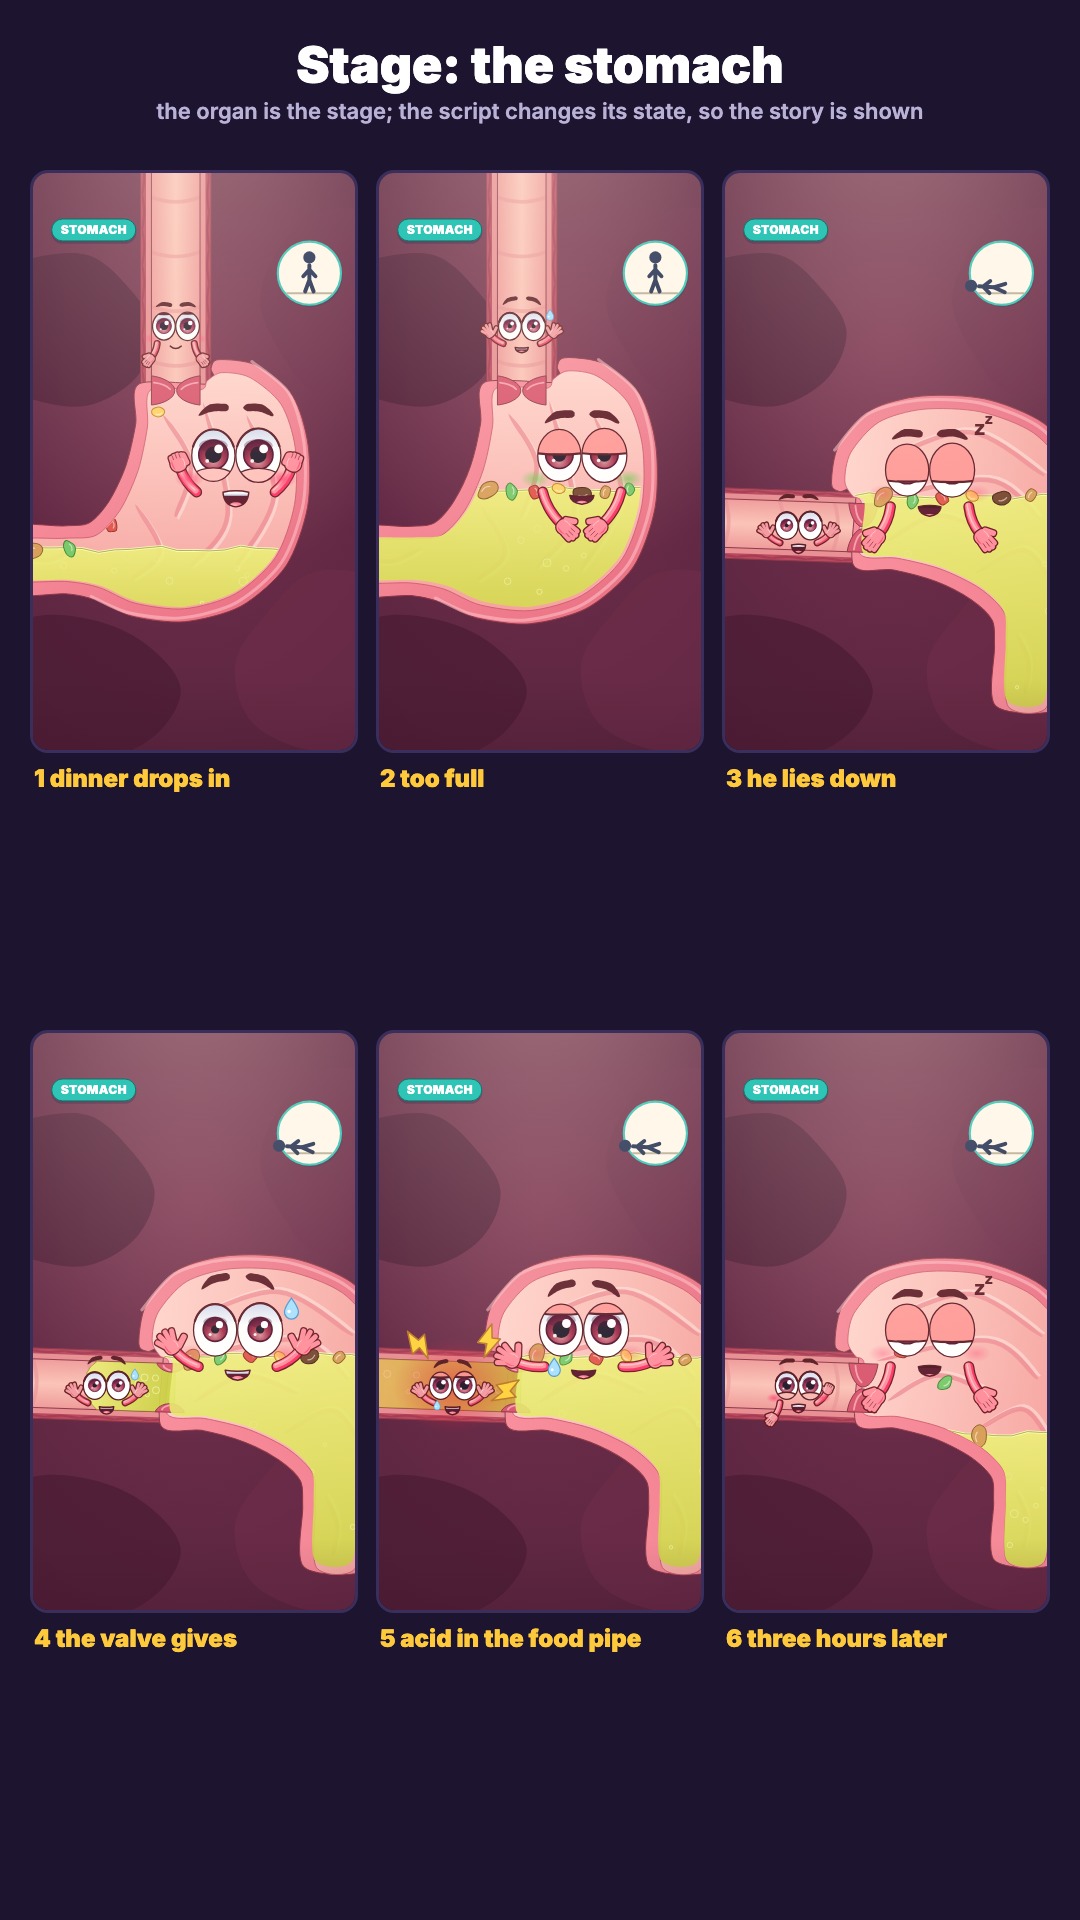 Stage: the stomach
the organ is the stage; the script changes its state, so the story is shown
STOMACH
STOMACH
STOMACH
zz
1 dinner drops in
2 too full
3 he lies down
STOMACH
STOMACH
STOMACH
zz
4 the valve gives
5 acid in the food pipe
6 three hours later